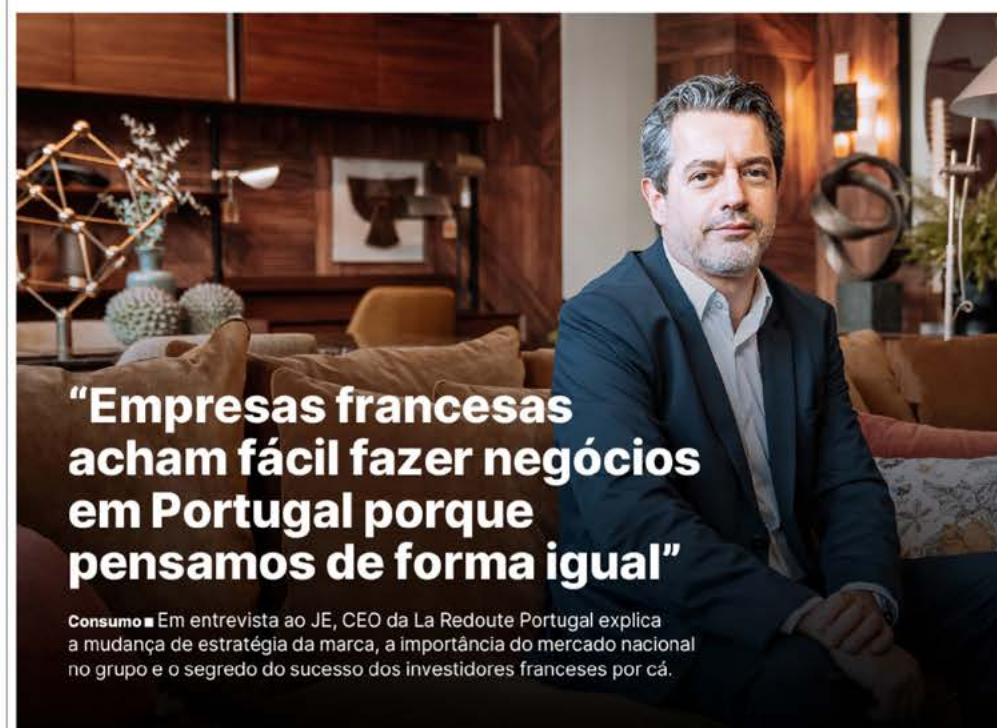 “Empresas francesas
acham fácil fazer negócios
em Portugal porque
pensamos de forma igual”
Consumo ■ Em entrevista ao JE, CEO da La Redoute Portugal explica
a mudança de estratégia da marca, a importância do mercado nacional
no grupo e o segredo do sucesso dos investidores franceses por cá.